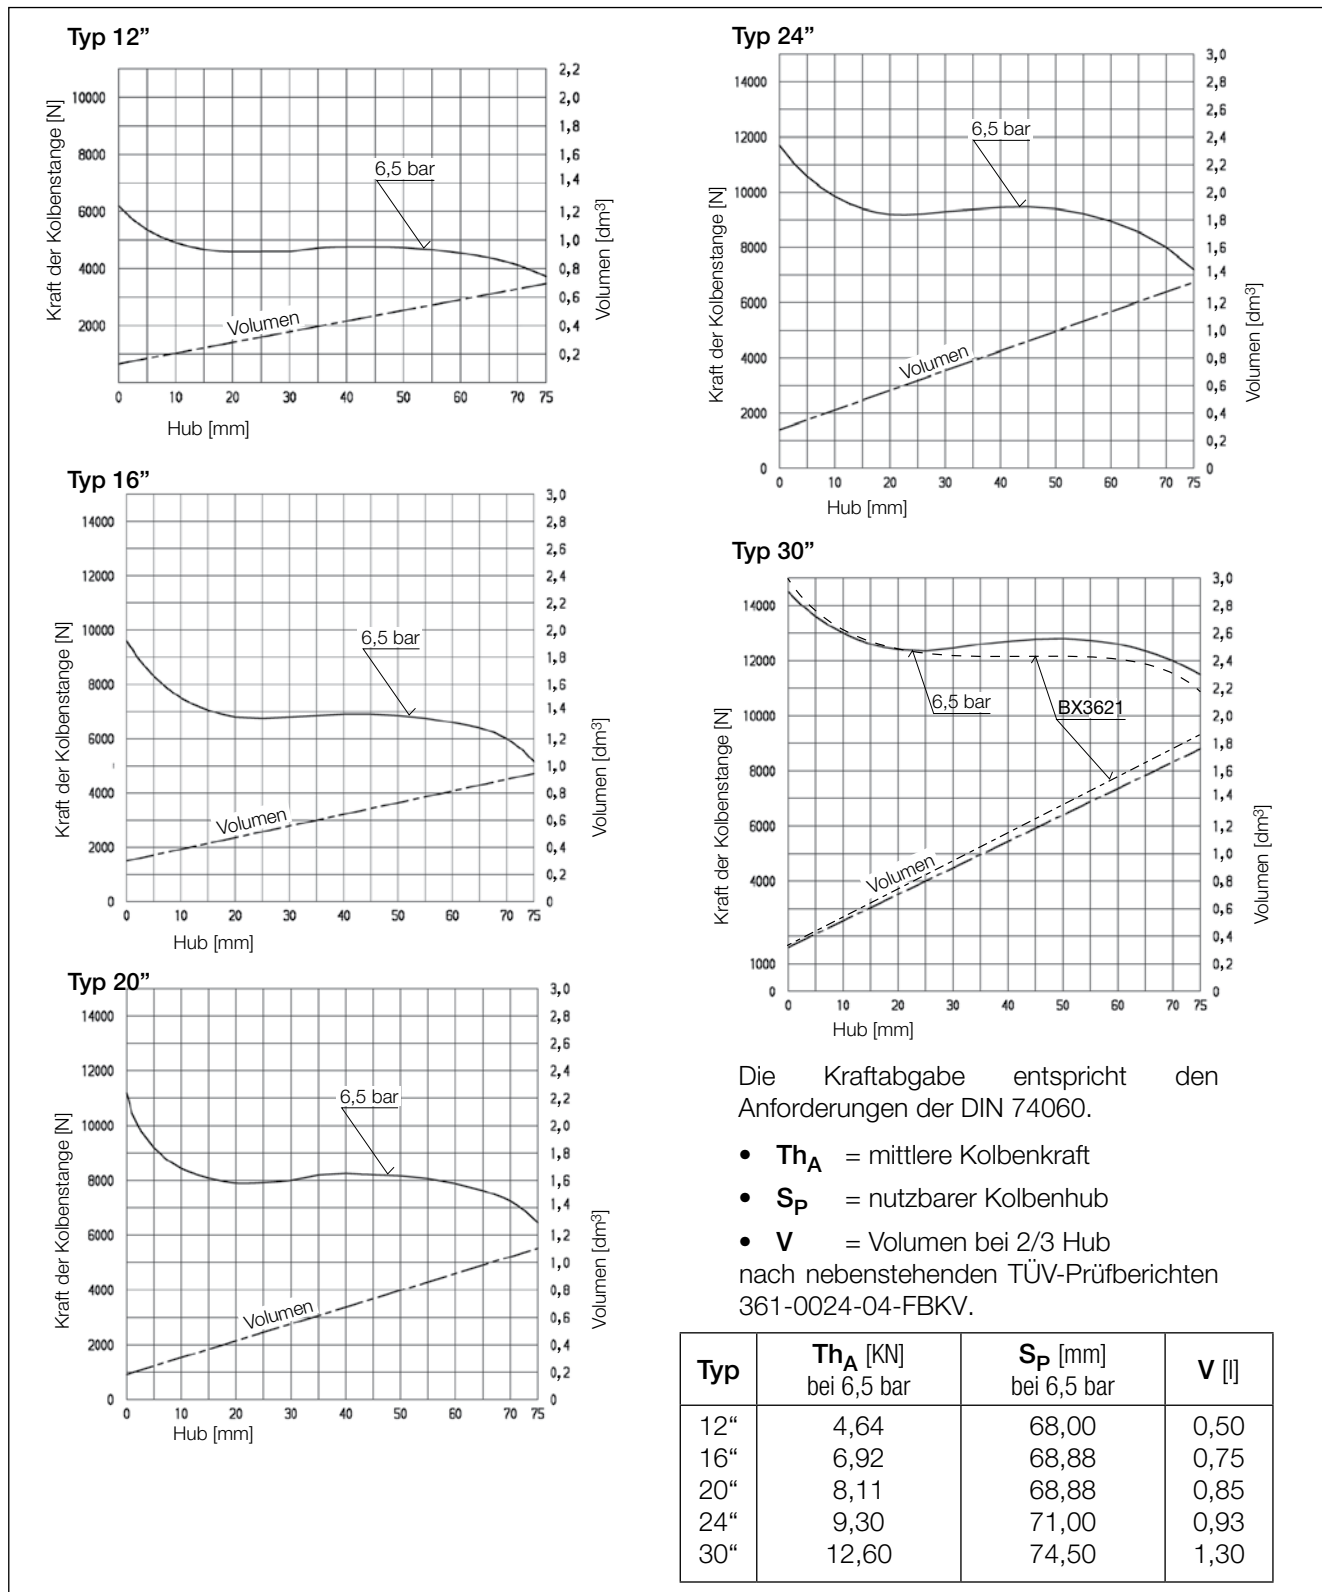 Typ 12”
Kraft der Kolbenstange [N]
10000
8000
6000
4000
2000
2,2
2,0
1,8
1,6
1,4
1,2
1,0
0,8
0,6
0,4
0,2
Volumen [dm³]
6,5 bar
Volumen
0 10 20 30 40 50 60 70 75
Hub [mm]
Typ 16”
Kraft der Kolbenstange [N]
14000
12000
10000
8000
6000
4000
2000
0
3,0
2,8
2,6
2,4
2,2
2,0
1,8
1,6
1,4
1,2
1,0
0,8
0,6
0,4
0,2
0
Volumen [dm³]
6,5 bar
Volumen
0 10 20 30 40 50 60 70 75
Hub [mm]
Typ 20”
Kraft der Kolbenstange [N]
14000
12000
10000
8000
6000
4000
2000
0
3,0
2,8
2,6
2,4
2,2
2,0
1,8
1,6
1,4
1,2
1,0
0,8
0,6
0,4
0,2
0
Volumen [dm³]
6,5 bar
Volumen
0 10 20 30 40 50 60 70 75
Hub [mm]
Typ 24”
Kraft der Kolbenstange [N]
14000
12000
10000
8000
6000
4000
2000
0
3,0
2,8
2,6
2,4
2,2
2,0
1,8
1,6
1,4
1,2
1,0
0,8
0,6
0,4
0,2
0
Volumen [dm³]
6,5 bar
Volumen
0 10 20 30 40 50 60 70 75
Hub [mm]
Typ 30”
Kraft der Kolbenstange [N]
14000
12000
10000
8000
6000
4000
1000
0
3,0
2,8
2,6
2,4
2,2
2,0
1,8
1,6
1,4
1,2
1,0
0,8
0,6
0,4
0,2
0
Volumen [dm³]
6,5 bar
BX3621
Volumen
0 10 20 30 40 50 60 70 75
Hub [mm]
Die Kraftabgabe entspricht den
Anforderungen der DIN 74060.
• ThA = mittlere Kolbenkraft
• SP = nutzbarer Kolbenhub
• V = Volumen bei 2/3 Hub
nach nebenstehenden TÜV-Prüfberichten
361-0024-04-FBKV.
Typ ThA [KN] bei 6,5 bar SP [mm] bei 6,5 bar V [l]
12“ 4,64 68,00 0,50
16“ 6,92 68,88 0,75
20“ 8,11 68,88 0,85
24“ 9,30 71,00 0,93
30“ 12,60 74,50 1,30